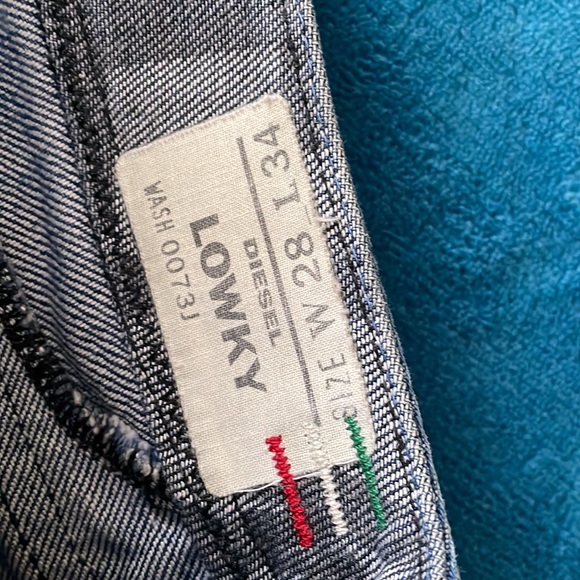 WASH 0073J
LOWKY
DIESEL
SIZE W 28 L 34